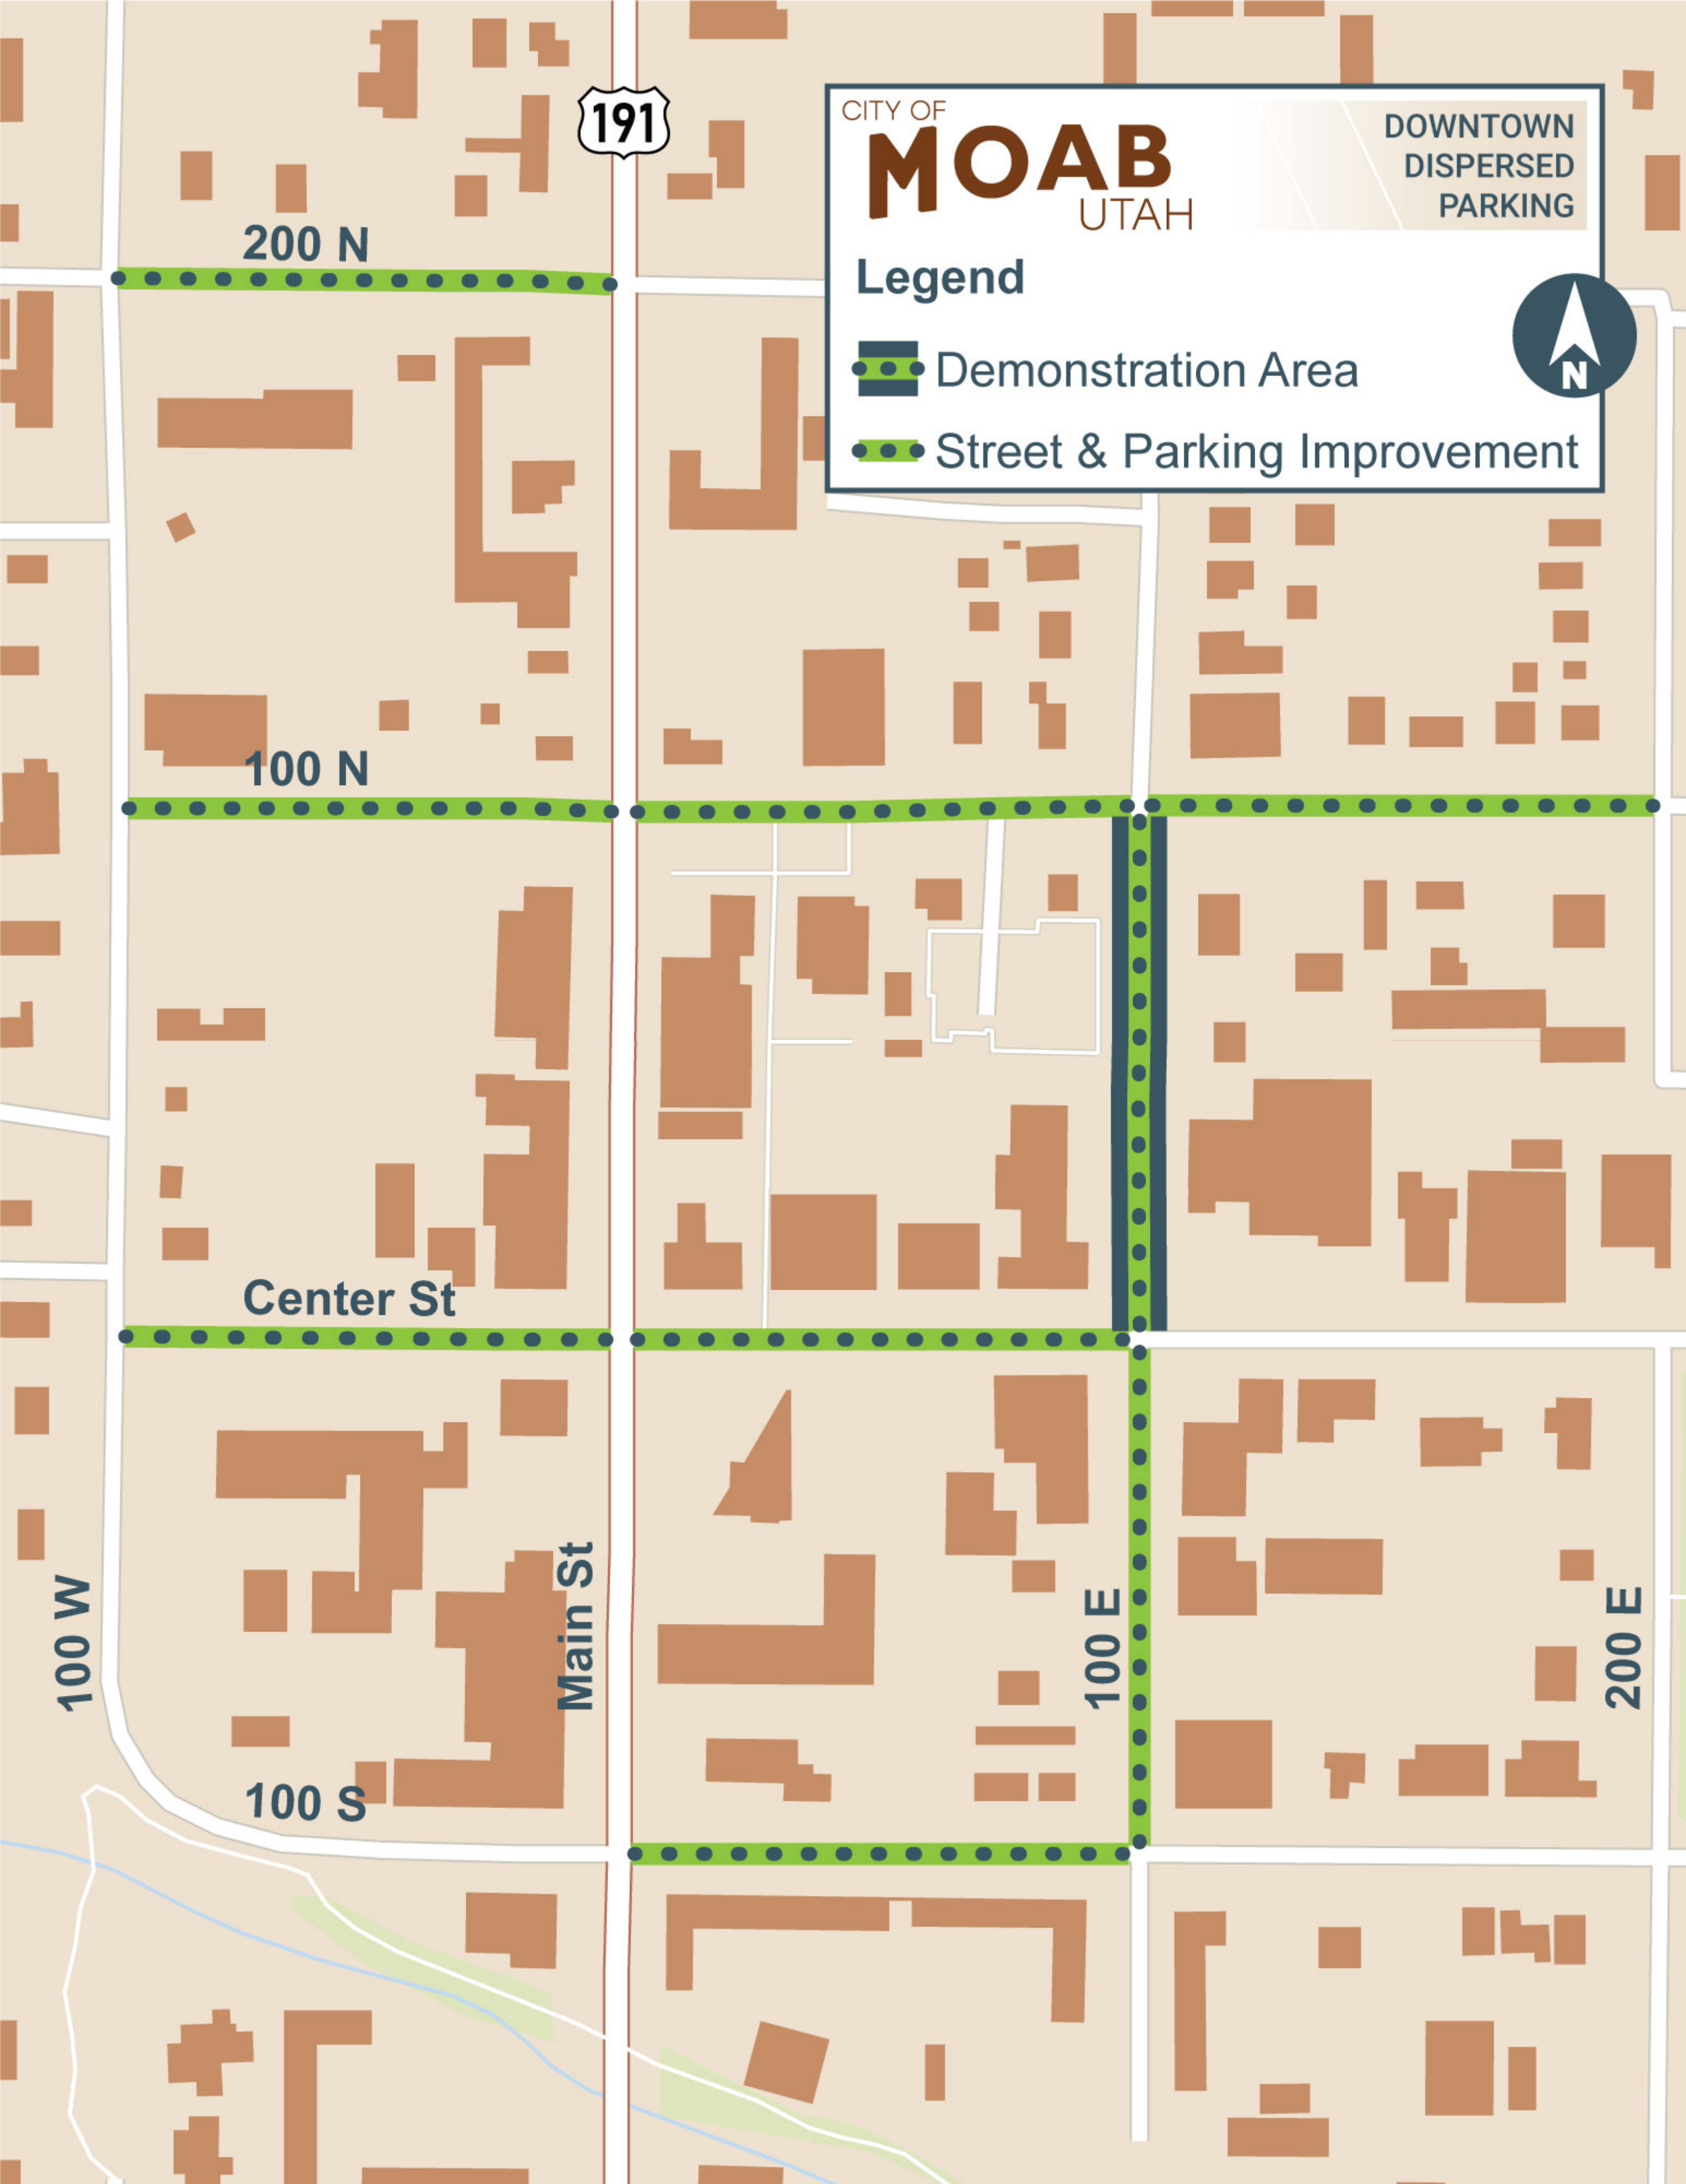 191
CITY OF
MOAB
UTAH
DOWNTOWN
DISPERSED
PARKING
Legend
Demonstration Area
Street & Parking Improvement
N
200 N
100 N
Center St
100 W
Main St
100 E
200 E
100 S